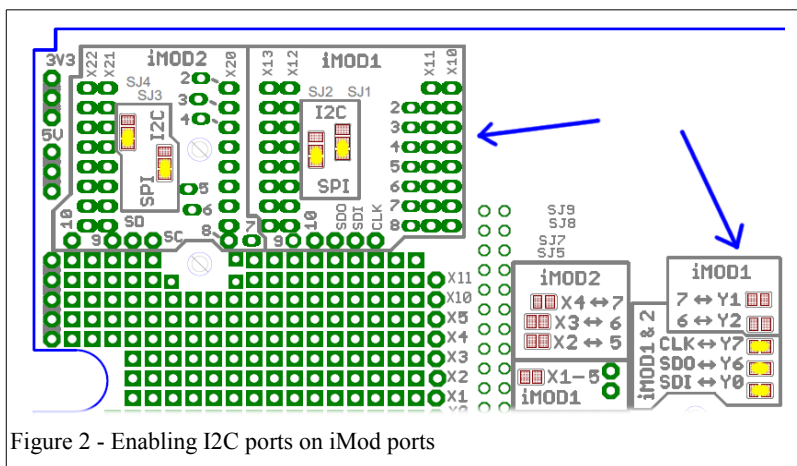 3V3
X22
X21
iMOD2
X20
X13
X12
iMOD1
X11
X10
SJ4
SJ3
2
3
4
SJ2
SJ1
I2C
I2C
2
3
4
5
6
7
8
5V
SPI
SPI
5
6
10
9
SD
SC
8
7
9
10
SDO
SDI
CLK
SJ9
SJ8
SJ7
SJ5
iMOD2
X4 ↔ 7
X3 ↔ 6
X2 ↔ 5
X1-5
iMOD1
iMOD1
7 ↔ Y1
6 ↔ Y2
iMOD1 & 2
CLK ↔ Y7
SDO ↔ Y6
SDI ↔ Y0
X11
X10
X5
X4
X3
X2
X1
Figure 2 - Enabling I2C ports on iMod ports